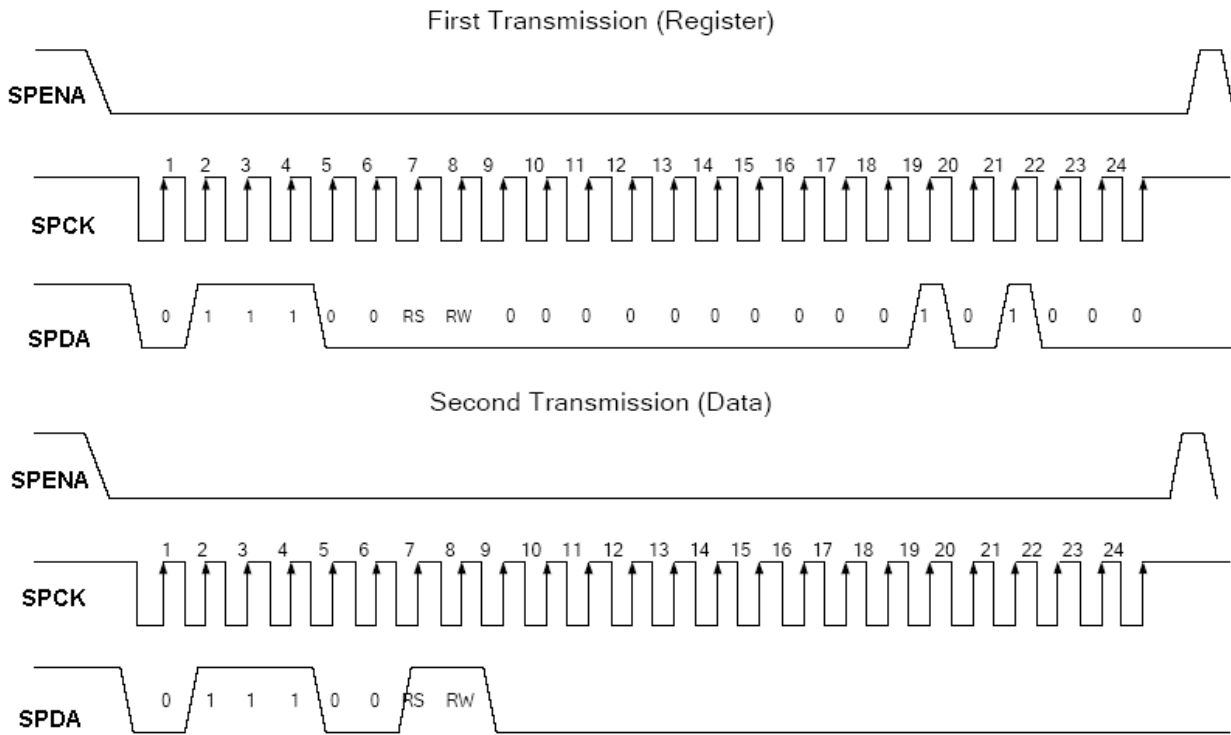 First Transmission (Register)
SPENA
1 2 3 4 5 6 7 8 9 10 11 12 13 14 15 16 17 18 19 20 21 22 23 24
SPCK
0 1 1 1 0 0 RS RW 0 0 0 0 0 0 0 0 0 0 1 0 1 0 0 0
SPDA
Second Transmission (Data)
SPENA
1 2 3 4 5 6 7 8 9 10 11 12 13 14 15 16 17 18 19 20 21 22 23 24
SPCK
0 1 1 1 0 0 RS RW
SPDA